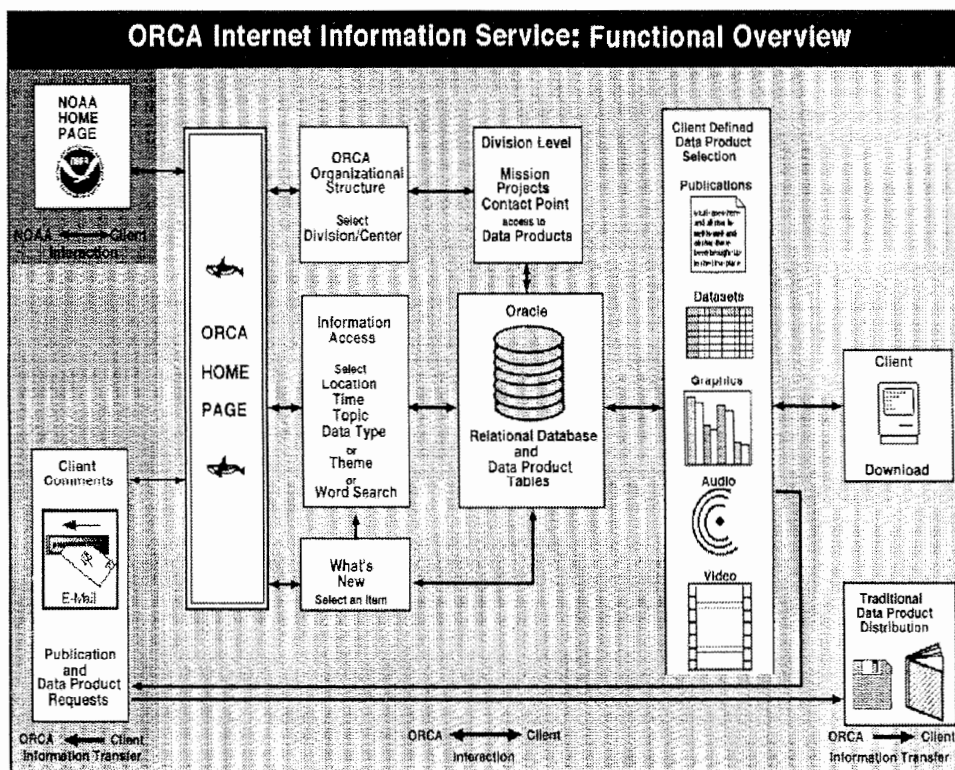 ORCA Internet Information Service: Functional Overview
NOAA
HOME
PAGE
NOAA
NOAA Client
Interaction
ORCA
HOME
PAGE
ORCA
Organizational
Structure
Select
Division/Center
Division Level
Mission
Projects
Contact Point
access to
Data Products
Information
Access
Select
Location
Time
Topic
Data Type
or
Theme
or
Word Search
Oracle
Relational Database
and
Data Product
Tables
What's
New
Select an Item
Client Defined
Data Product
Selection
Publications
Datasets
Graphics
Audio
Video
Client
Download
Client
Comments
E-Mail
Publication
and
Data Product
Requests
Traditional
Data Product
Distribution
ORCA Client
Information Transfer
ORCA Client
Interaction
ORCA Client
Information Transfer